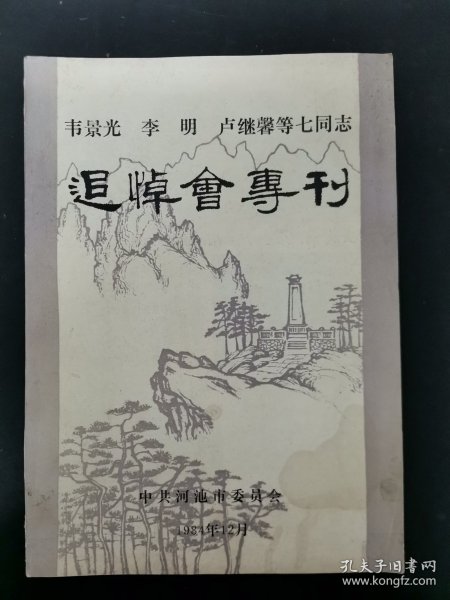 韦景光 李明 卢继馨等七同志
追悼會專刊
中共河池市委员会
1984年12月
孔夫子旧书网
www.kongfz.com